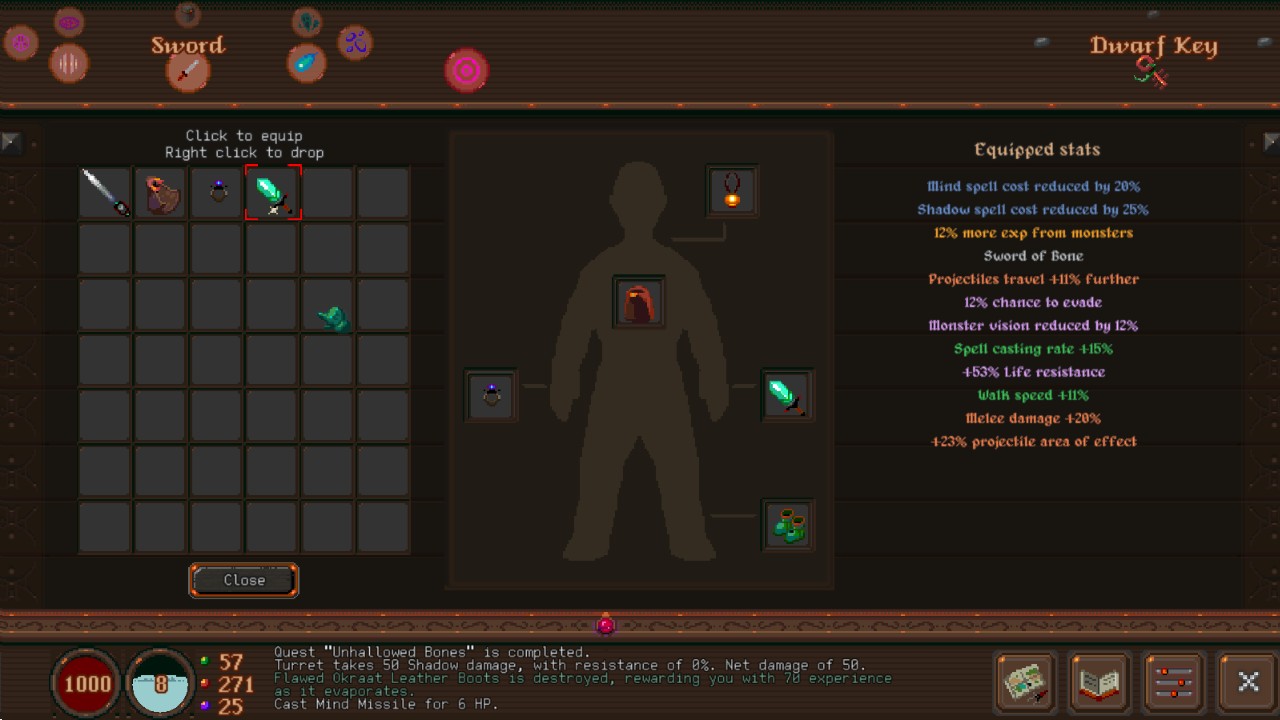 Sword
Dwarf Key
Click to equip
Right click to drop
Equipped stats
Mind spell cost reduced by 20%
Shadow spell cost reduced by 25%
12% more exp from monsters
Sword of Bone
Projectiles travel +11% further
12% chance to evade
Monster vision reduced by 12%
Spell casting rate +15%
+53% Life resistance
Walk speed +11%
Melee damage +20%
+23% projectile area of effect
Close
1000
8
57
271
25
Quest "Unhallowed Bones" is completed.
Turret takes 50 Shadow damage, with resistance of 0%. Net damage of 50.
Flawed Okraat Leather Boots is destroyed, rewarding you with 70 experience
as it evaporates.
Cast Mind Missile for 6 HP.